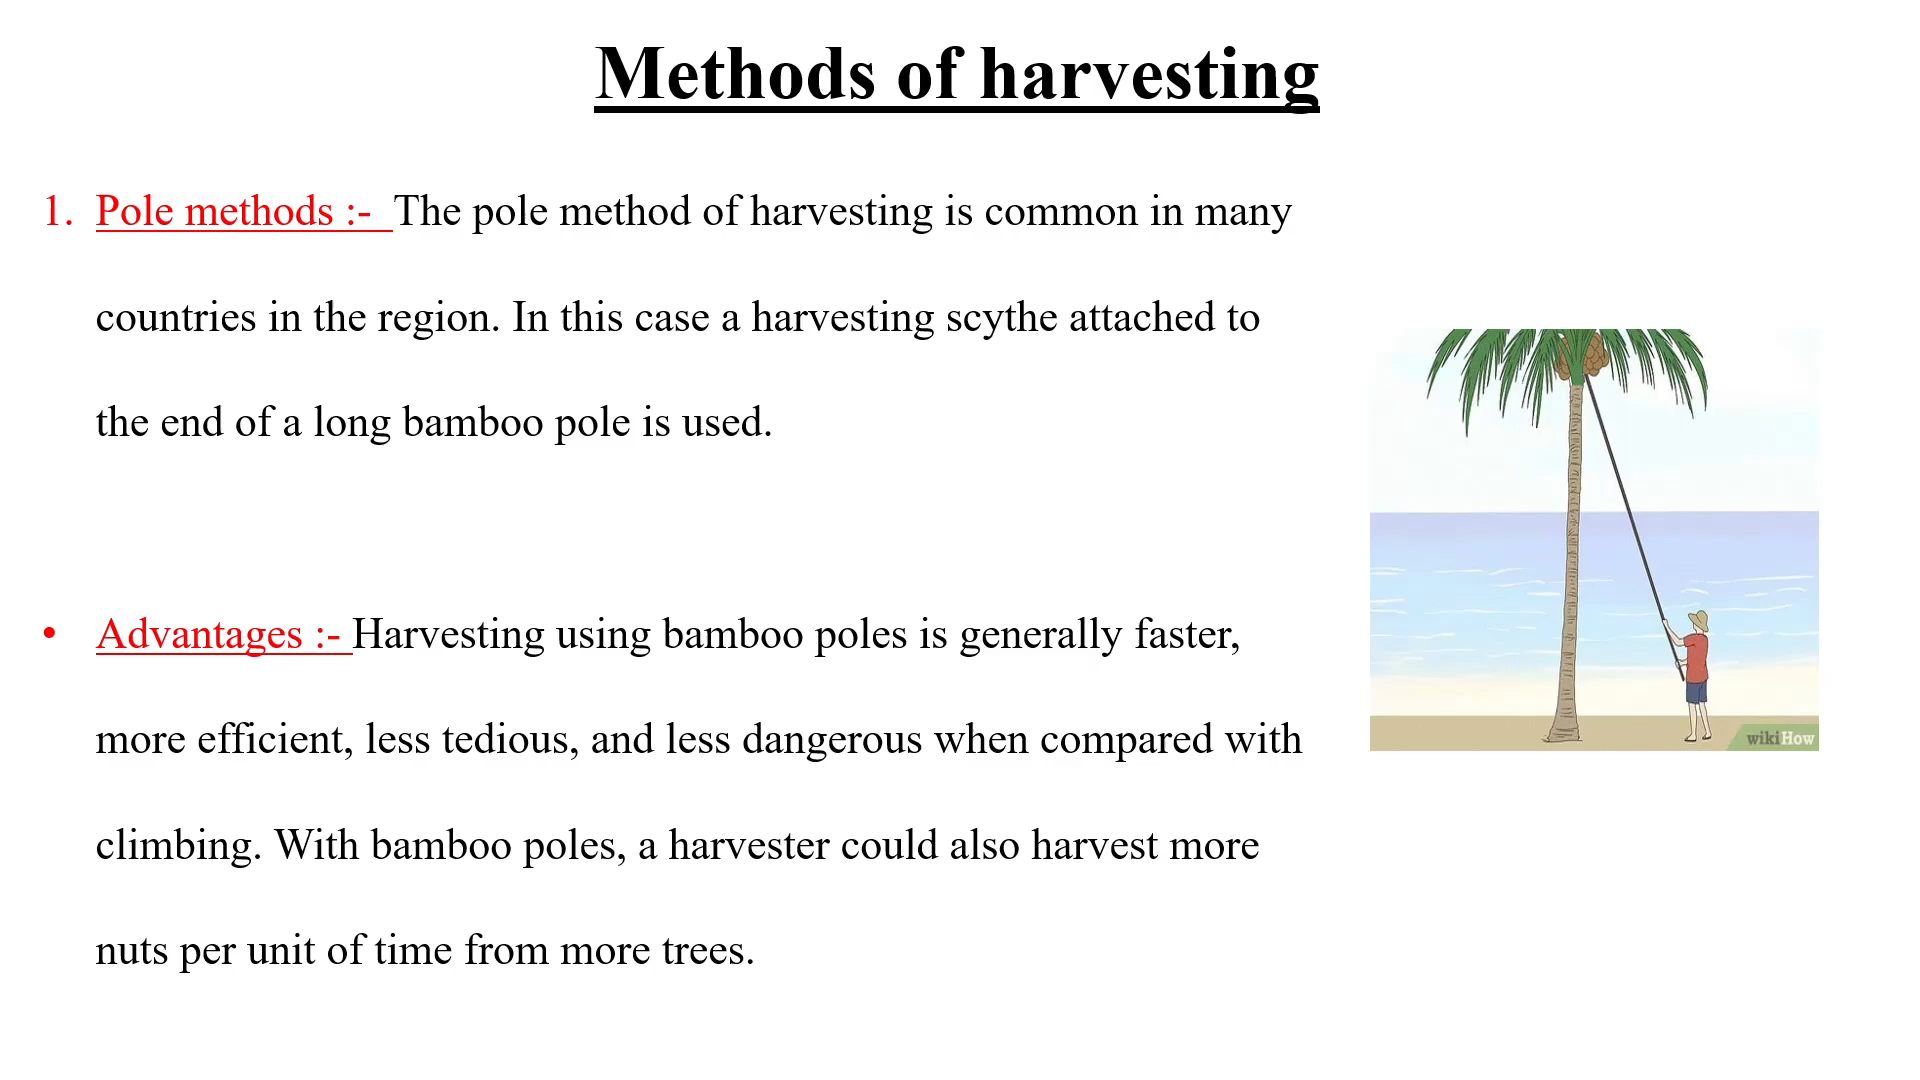 Methods of harvesting
1. Pole methods :- The pole method of harvesting is common in many
countries in the region. In this case a harvesting scythe attached to
the end of a long bamboo pole is used.
• Advantages :- Harvesting using bamboo poles is generally faster,
more efficient, less tedious, and less dangerous when compared with
climbing. With bamboo poles, a harvester could also harvest more
nuts per unit of time from more trees.
wikiHow